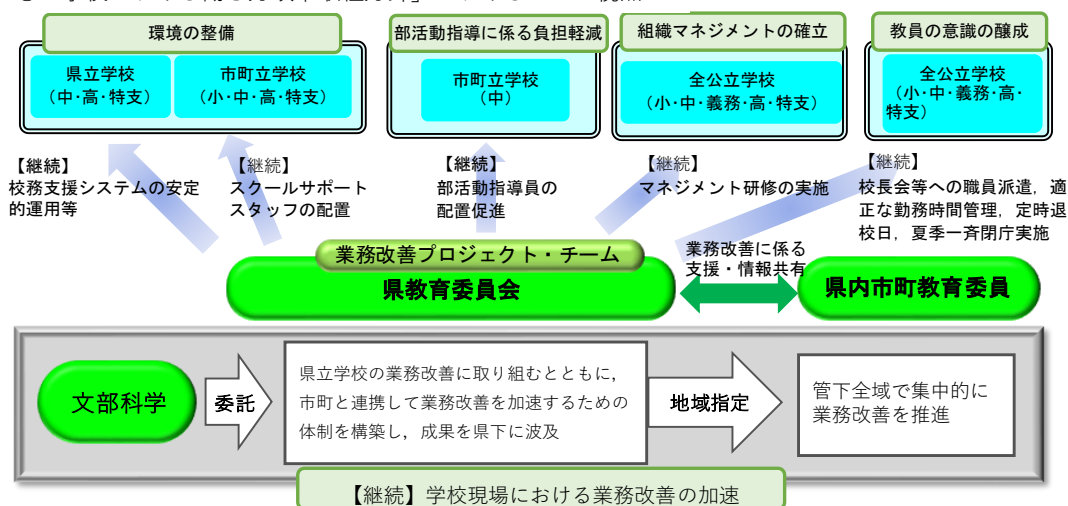 環境の整備
県立学校
(中・高・特支)
市町立学校
(小・中・高・特支)
部活動指導に係る負担軽減
市町立学校
(中)
組織マネジメントの確立
全公立学校
(小・中・義務・高・特支)
教員の意識の醸成
全公立学校
(小・中・義務・高・
特支)
【継続】
校務支援システムの安定
的運用等
【継続】
スクールサポート
スタッフの配置
【継続】
部活動指導員の
配置促進
【継続】
マネジメント研修の実施
【継続】
校長会等への職員派遣,適
正な勤務時間管理,定時退
校日,夏季一斉閉庁実施
業務改善プロジェクト・チーム
県教育委員会
業務改善に係る
支援・情報共有
県内市町教育委員
文部科学
委託
県立学校の業務改善に取り組むとともに,
市町と連携して業務改善を加速するための
体制を構築し,成果を県下に波及
地域指定
管下全域で集中的に
業務改善を推進
【継続】学校現場における業務改善の加速